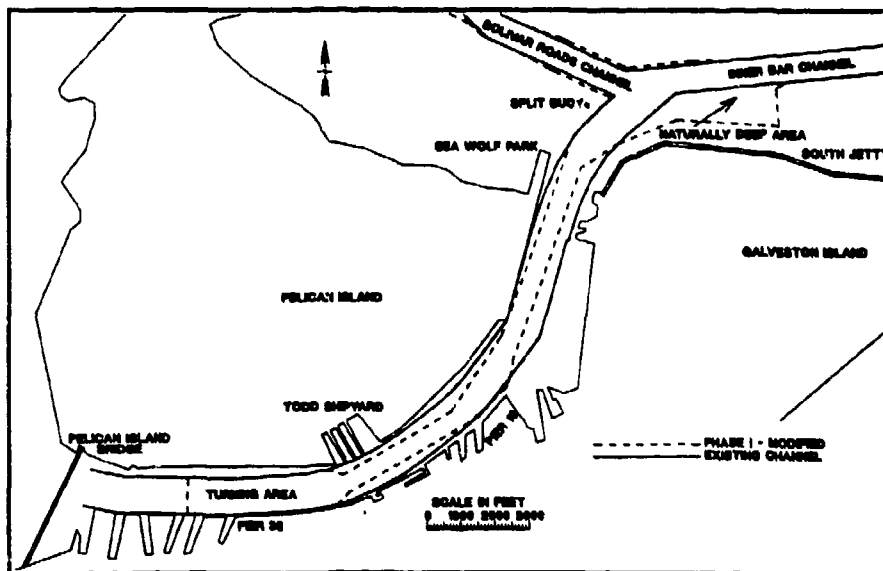 BOLIVAR ROADS CHANNEL
INNER BAR CHANNEL
SPLIT BUOY
NATURALLY DEEP AREA
SEA WOLF PARK
SOUTH JETTY
GALVESTON ISLAND
PELICAN ISLAND
TODD SHIPYARD
PELICAN ISLAND
BRIDGE
PIER
PHASE I - MODIFIED
EXISTING CHANNEL
TURNING AREA
SCALE IN FEET
0 1000 2000 3000
PIER